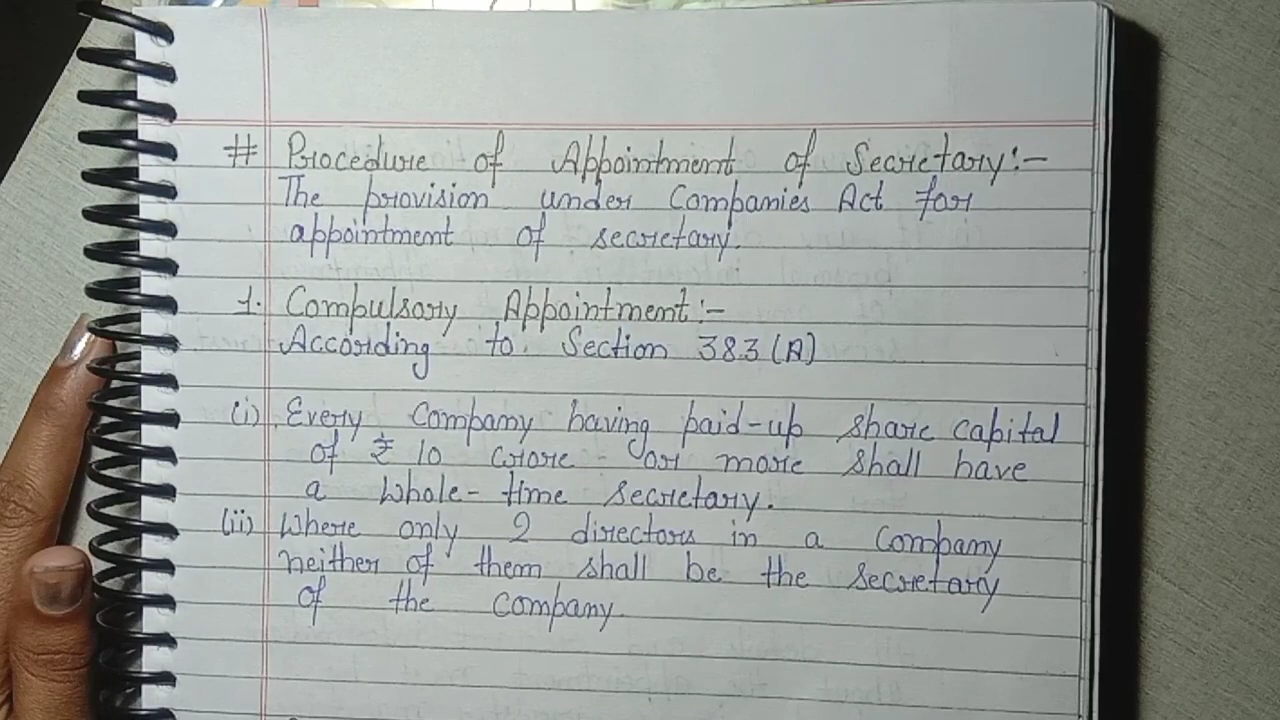 # Procedure of Appointment of Secretary:-
The provision under Companies Act for
appointment of secretary.
1. Compulsory Appointment:-
According to Section 383(A)
(i) Every Company having paid-up share capital
of ₹ 10 crore or more shall have
a whole-time secretary.
(ii) Where only 2 directors in a Company
neither of them shall be the secretary
of the company.